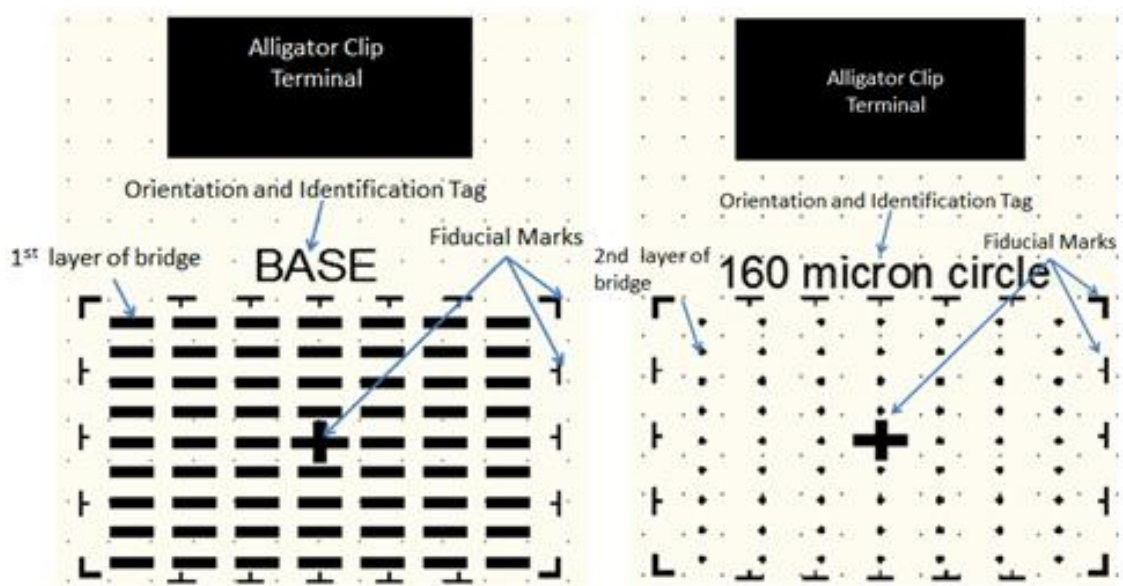 Alligator Clip
Terminal
Orientation and Identification Tag
Fiducial Marks
1st layer of bridge
BASE
Alligator Clip
Terminal
Orientation and Identification Tag
Fiducial Marks
2nd layer of
bridge
160 micron circle